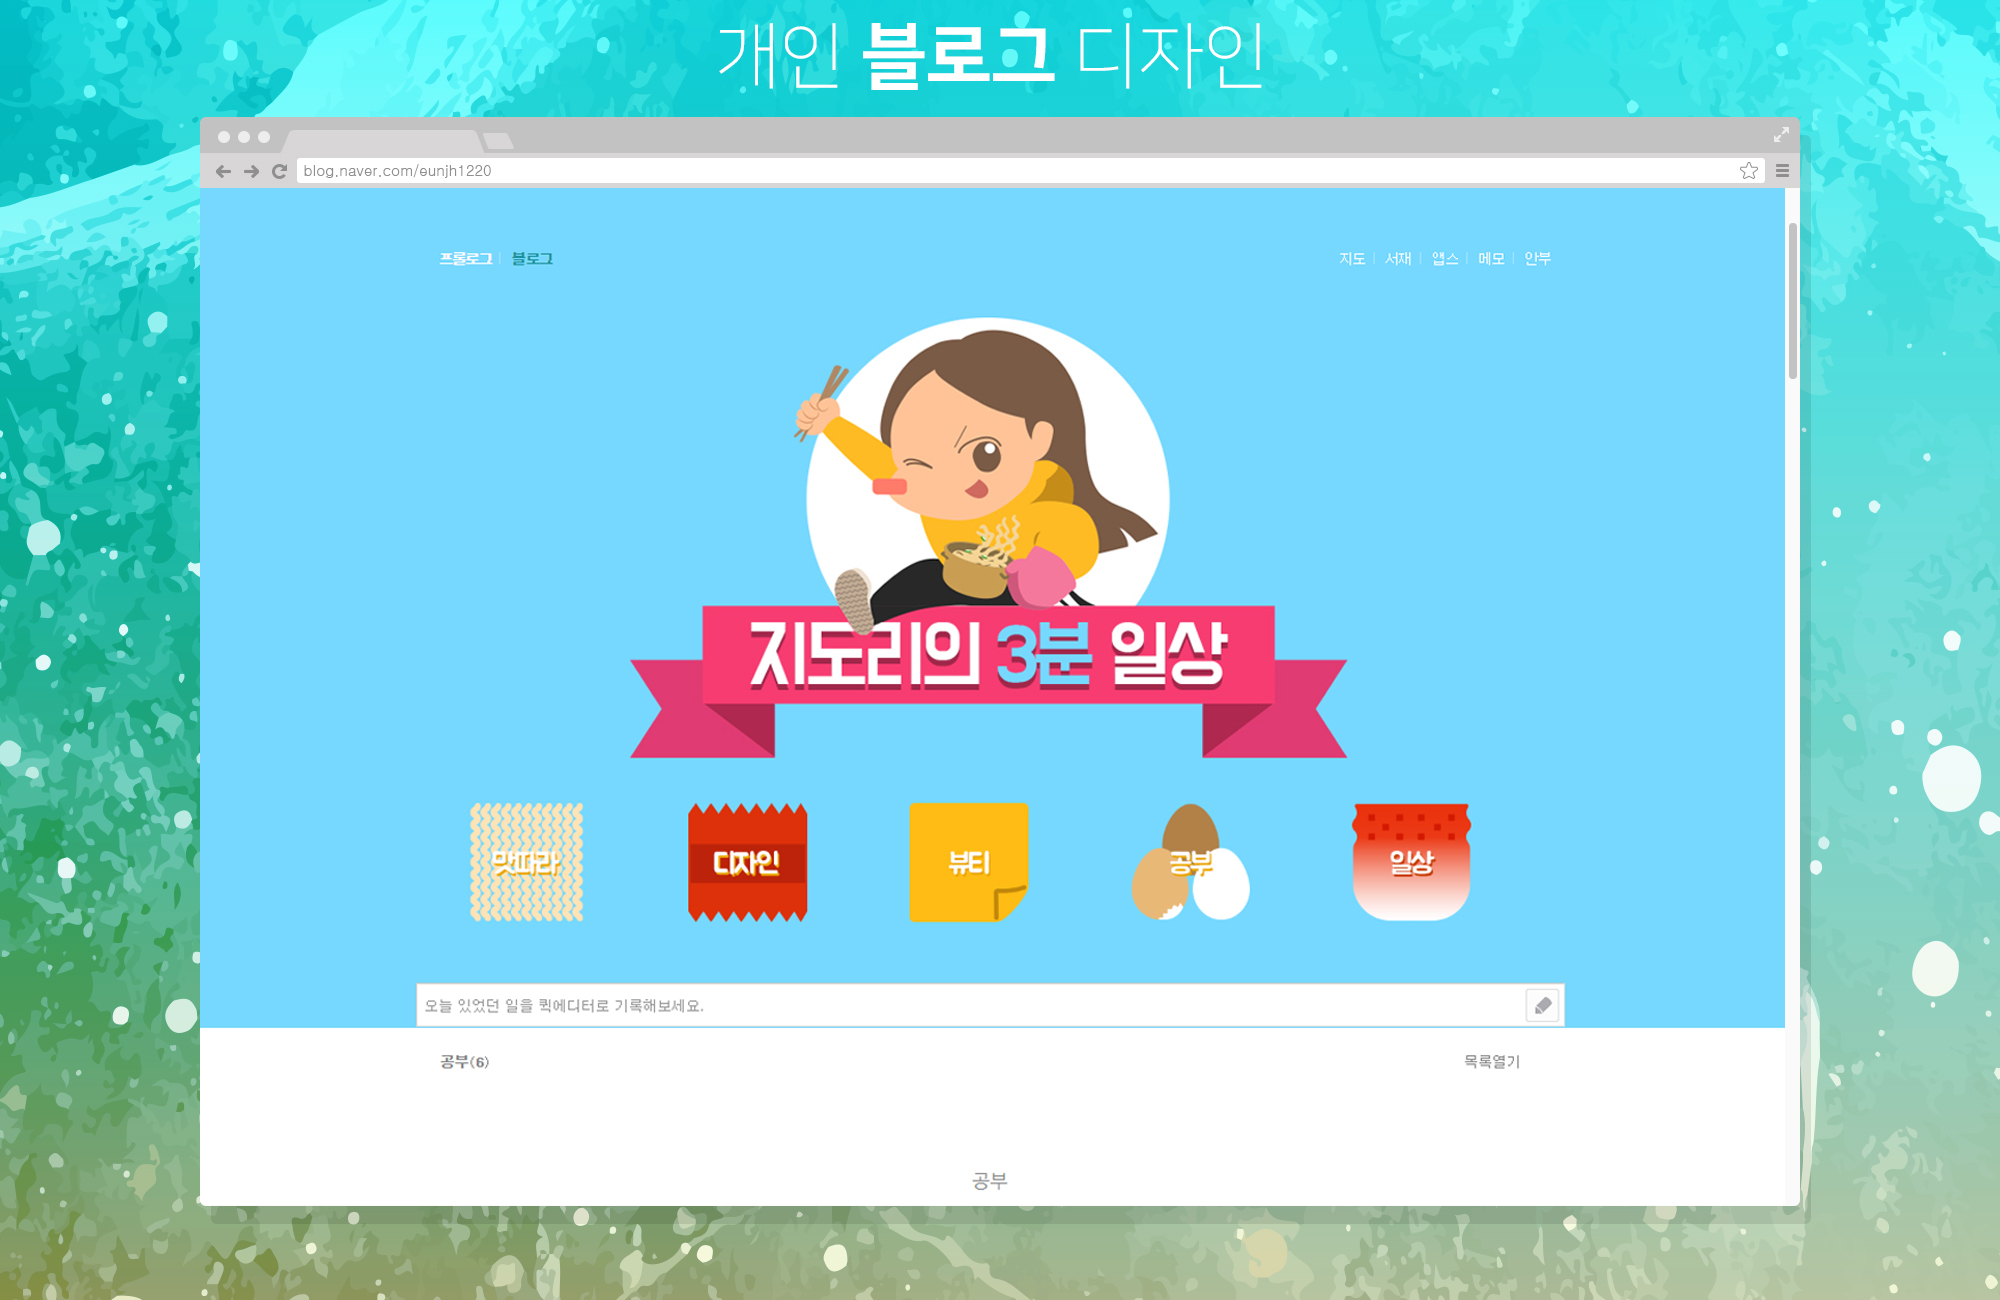 개인 블로그 디자인
blog.naver.com/eunjh1220
프롤로그 | 블로그
지도 | 서재 | 앱스 | 메모 | 안부
지도리의 3분 일상
맛따라
디자인
뷰티
공부
일상
오늘 있었던 일을 퀵에디터로 기록해보세요.
공부(6)
목록열기
공부